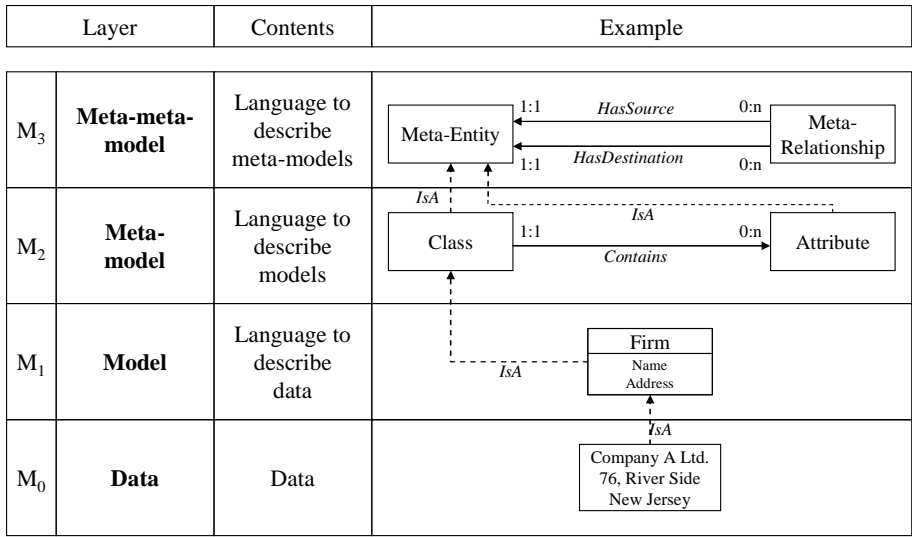 Layer Contents Example
M3
Meta-meta-
model
Language to
describe
meta-models
Meta-Entity
1:1 HasSource 0:n
1:1 HasDestination 0:n
Meta-
Relationship
IsA
IsA
M2
Meta-
model
Language to
describe
models
Class
1:1 0:n
Contains
Attribute
M1
Model
Language to
describe
data
IsA
Firm
Name
Address
IsA
M0
Data
Data
Company A Ltd.
76, River Side
New Jersey